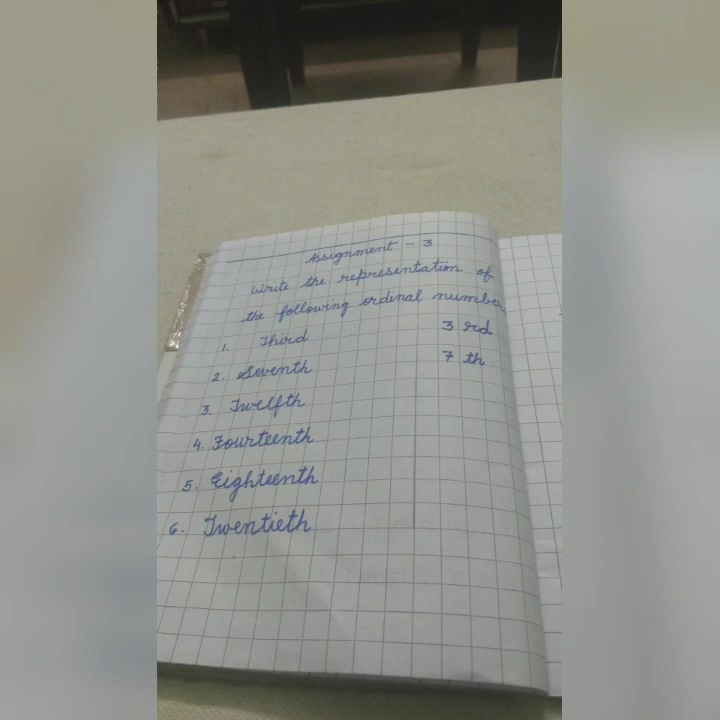 Assignment - 3
Write the representation of
the following ordinal number
1. Third 3 rd
2. Seventh 7 th
3. Twelfth
4. Fourteenth
5. Eighteenth
6. Twentieth